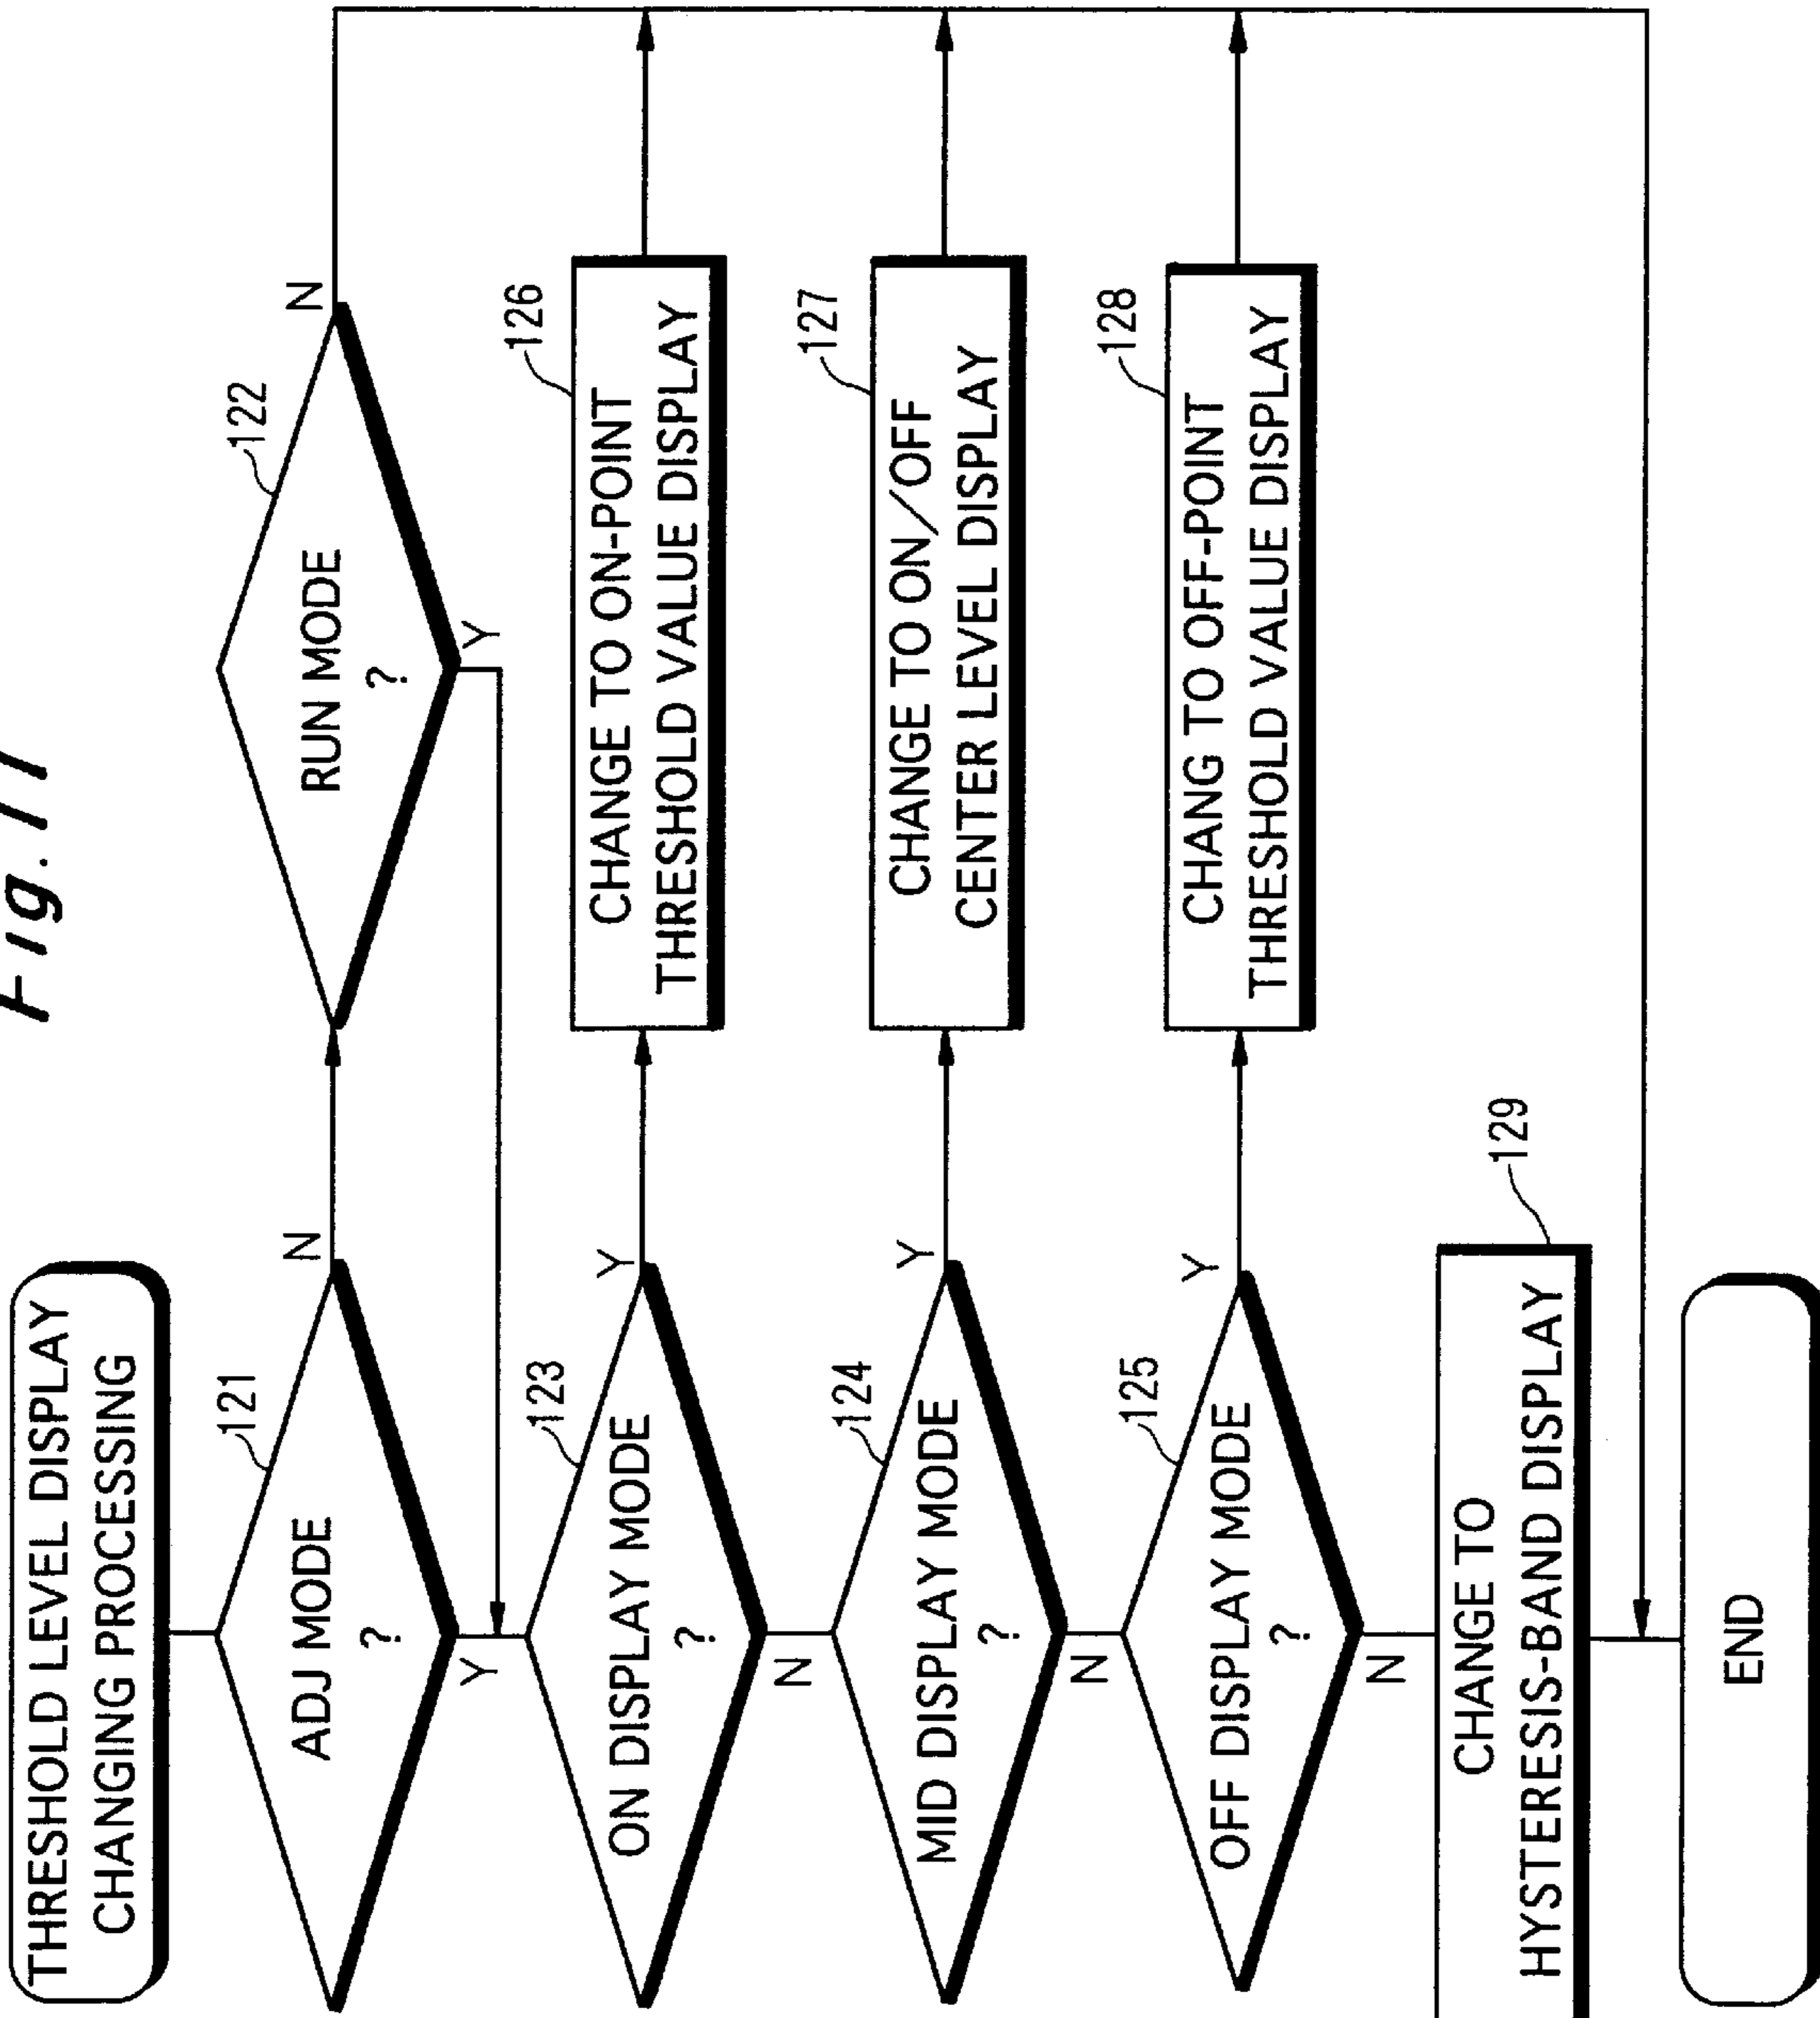 THRESHOLD LEVEL DISPLAY
CHANGING PROCESSING
121
ADJ MODE
?
N
Y
122
RUN MODE
?
N
Y
123
ON DISPLAY MODE
?
Y
N
126
CHANGE TO ON-POINT
THRESHOLD VALUE DISPLAY
124
MID DISPLAY MODE
?
Y
N
127
CHANGE TO ON/OFF
CENTER LEVEL DISPLAY
125
OFF DISPLAY MODE
?
Y
N
128
CHANG TO OFF-POINT
THRESHOLD VALUE DISPLAY
129
CHANGE TO
HYSTERESIS-BAND DISPLAY
END